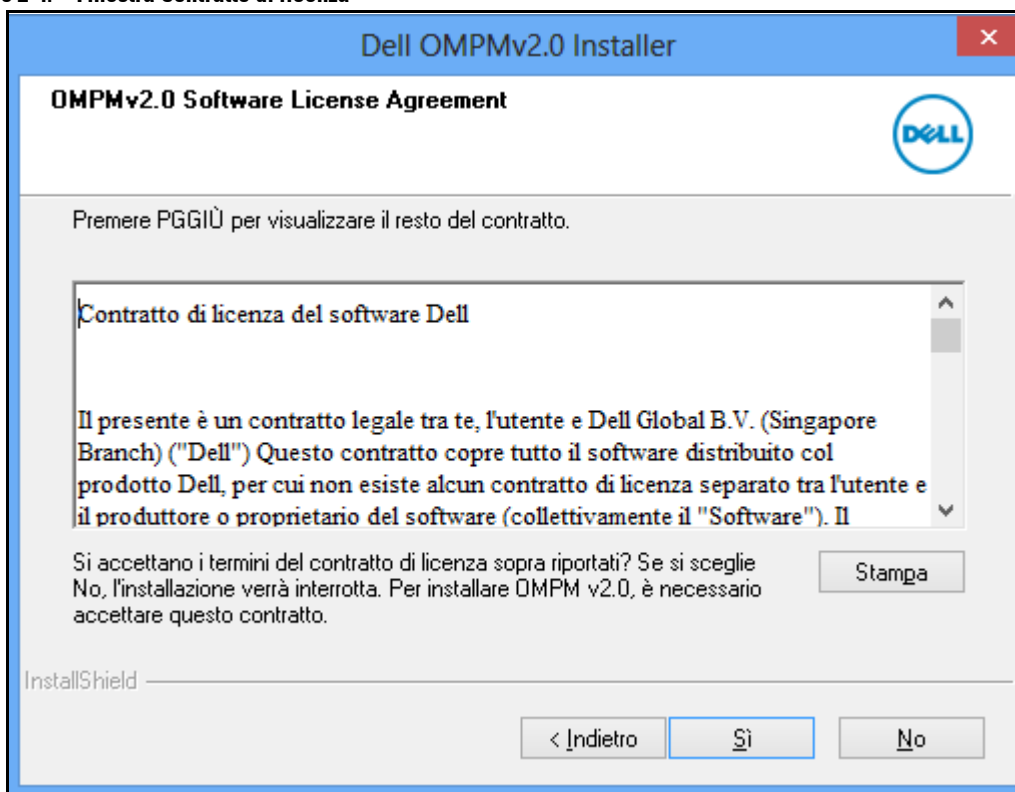 Finestra Contratto di licenza
Dell OMPMv2.0 Installer
OMPMv2.0 Software License Agreement
DELL
Premere PGGIÙ per visualizzare il resto del contratto.
Contratto di licenza del software Dell
Il presente è un contratto legale tra te, l'utente e Dell Global B.V. (Singapore
Branch) ("Dell") Questo contratto copre tutto il software distribuito col
prodotto Dell, per cui non esiste alcun contratto di licenza separato tra l'utente e
il produttore o proprietario del software (collettivamente il "Software"). Il
Si accettano i termini del contratto di licenza sopra riportati? Se si sceglie
No, l'installazione verrà interrotta. Per installare OMPM v2.0, è necessario
accettare questo contratto.
Stampa
InstallShield
< Indietro
Sì
No